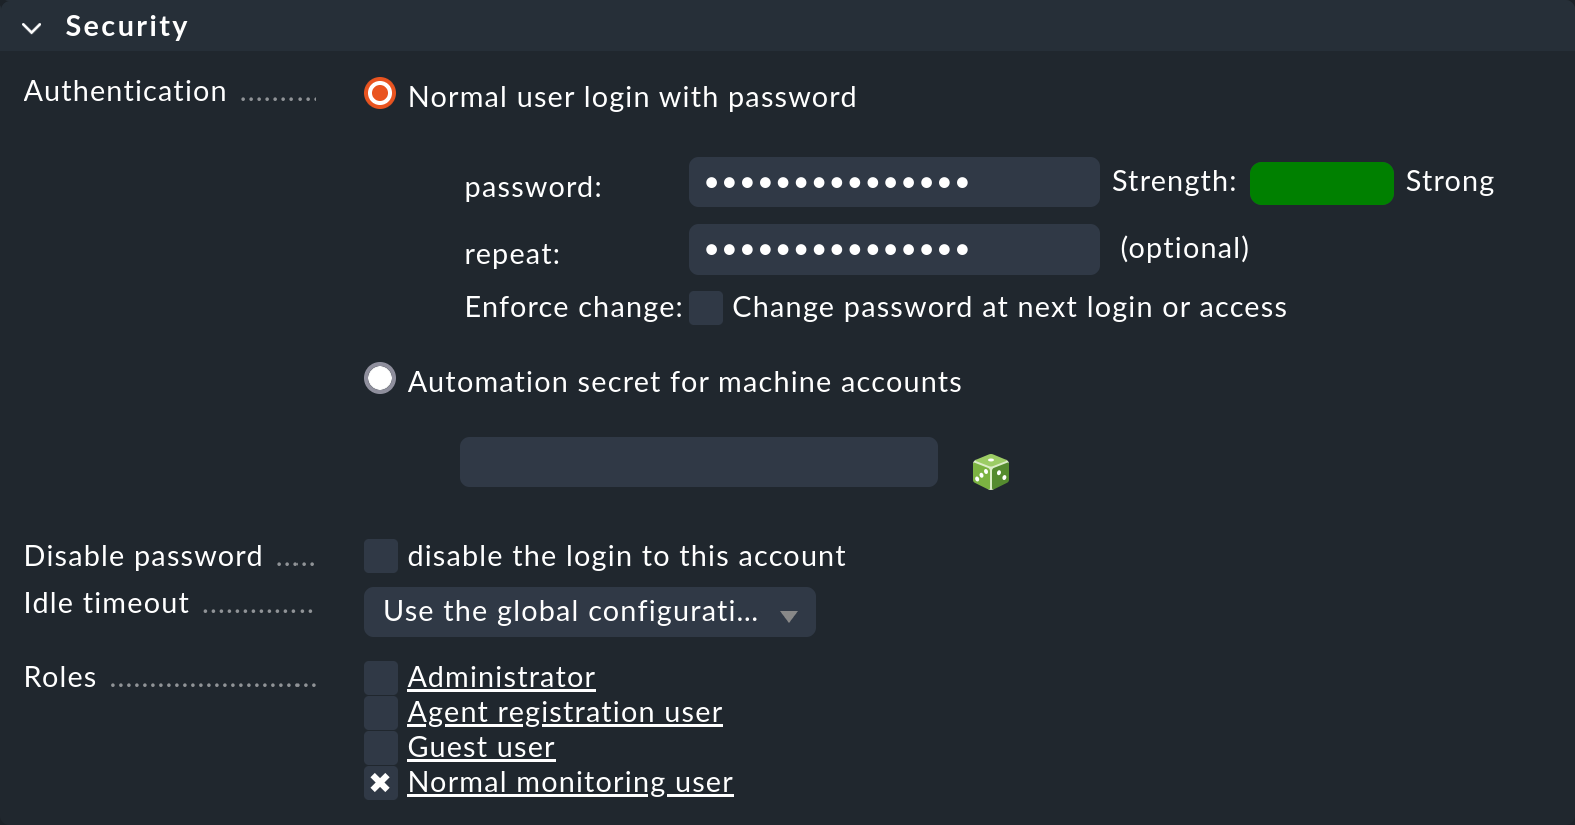 Security
Authentication ..........
Normal user login with password
password: ••••••••••••••• Strength: Strong
repeat: ••••••••••••••• (optional)
Enforce change: Change password at next login or access
Automation secret for machine accounts
Disable password ..... disable the login to this account
Idle timeout .............. Use the global configurati...
Roles .......................... Administrator
Agent registration user
Guest user
Normal monitoring user